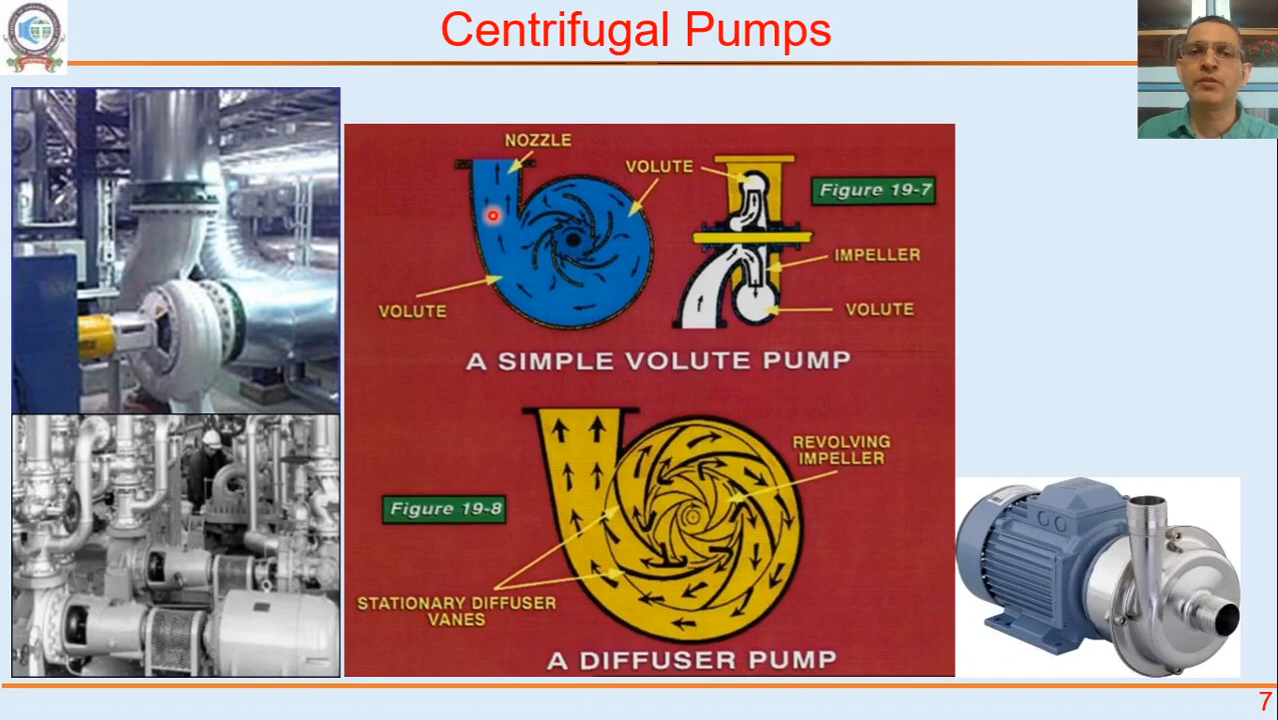 Centrifugal Pumps
NOZZLE
VOLUTE
Figure 19-7
IMPELLER
VOLUTE
VOLUTE
A SIMPLE VOLUTE PUMP
REVOLVING
IMPELLER
Figure 19-8
STATIONARY DIFFUSER
VANES
A DIFFUSER PUMP
7